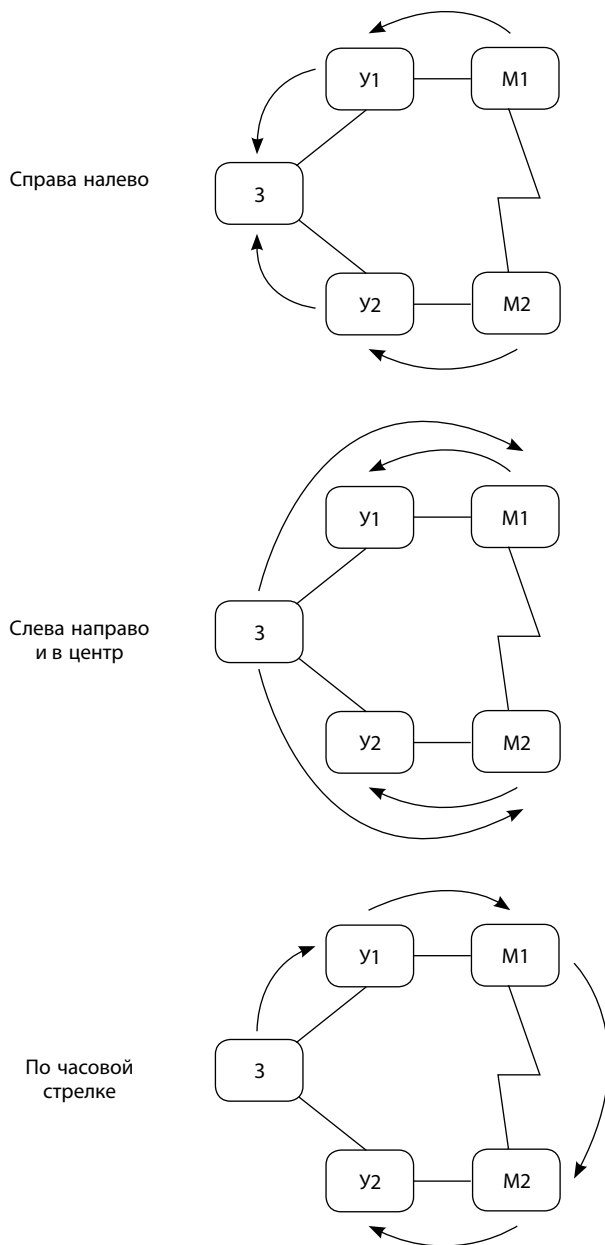 У1 М1
Справа налево
З
У2 М2
У1 М1
Слева направо
и в центр
З
У2 М2
У1 М1
По часовой
стрелке
З
У2 М2